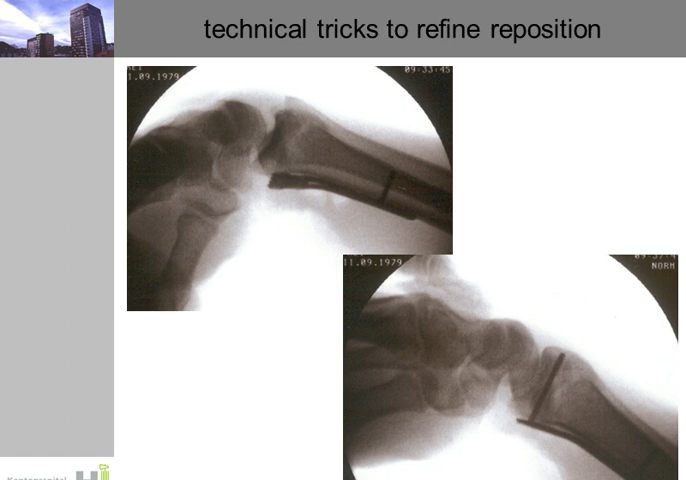 technical tricks to refine reposition
1.09.1979
09:33:45
11.09.1979
NORM